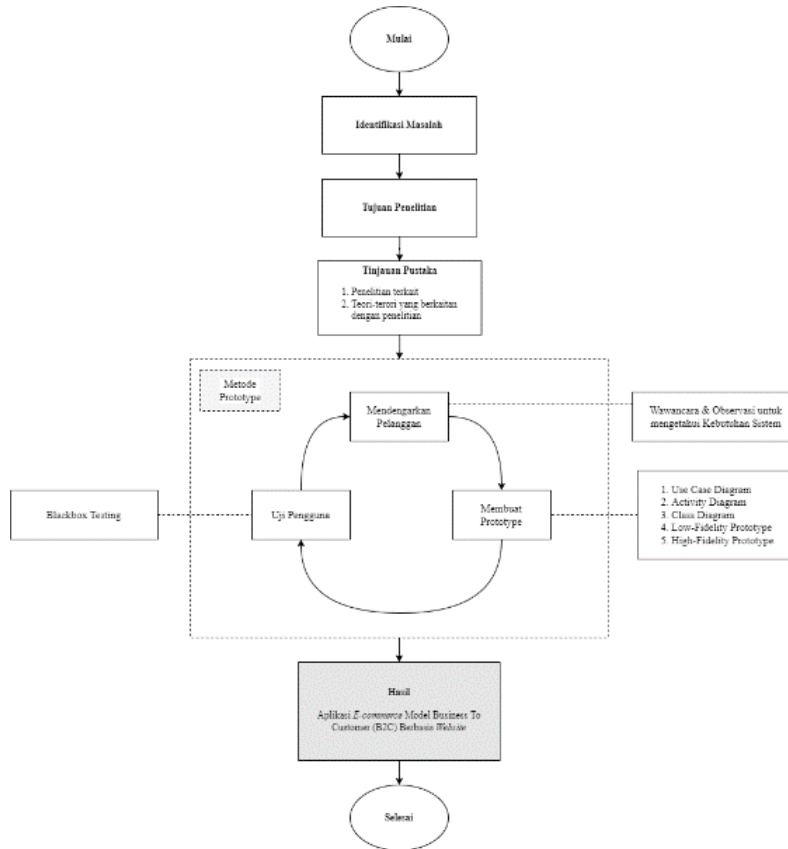 Mulai
Identifikasi Masalah
Tujuan Penelitian
Tinjauan Pustaka
1. Penelitian terkait
2. Teori-terori yang berkaitan
dengan penelitian
Metode
Prototype
Mendengarkan
Pelanggan
Wawancara & Observasi untuk
mengetahui Kebutuhan Sistem
Blackbox Testing
Uji Pengguna
Membuat
Prototype
1. Use Case Diagram
2. Activity Diagram
3. Class Diagram
4. Low-Fidelity Prototype
5. High-Fidelity Prototype
Hasil
Aplikasi E-commerce Model Business To
Customer (B2C) Berbasis Website
Selesai